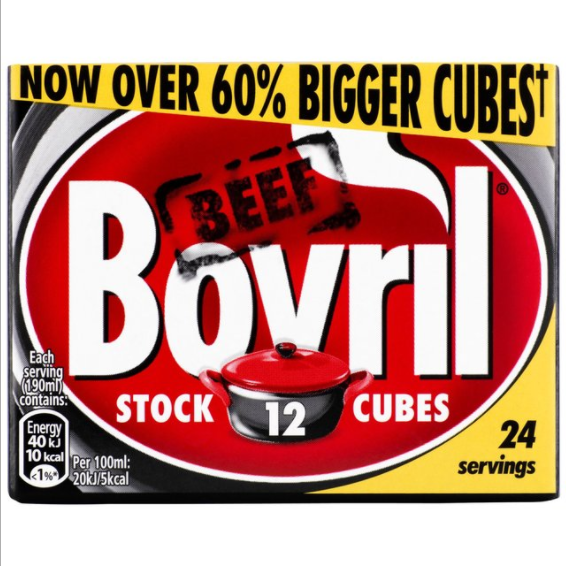 NOW OVER 60% BIGGER CUBES†
BEEF
Bovril®
STOCK 12 CUBES
Each
serving
(190ml)
contains:
Energy
40 kJ
10 kcal
<1%*
Per 100ml:
20kJ/5kcal
24
servings